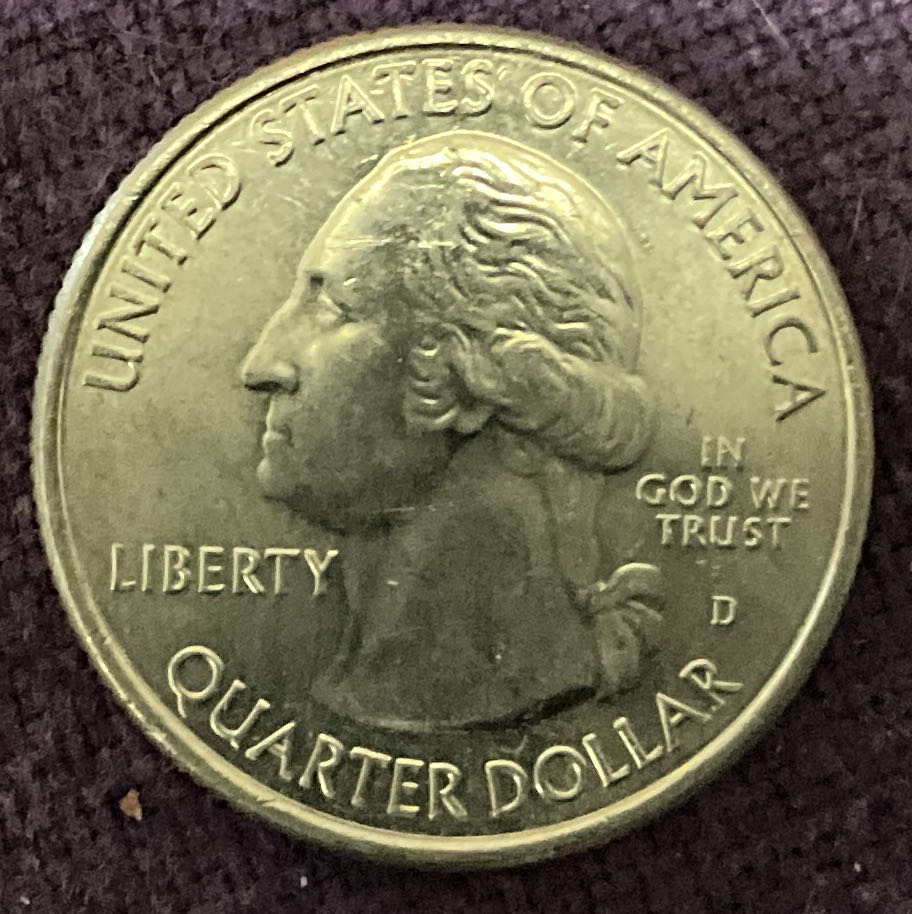 UNITED STATES OF AMERICA
LIBERTY
IN
GOD WE
TRUST
D
QUARTER DOLLAR